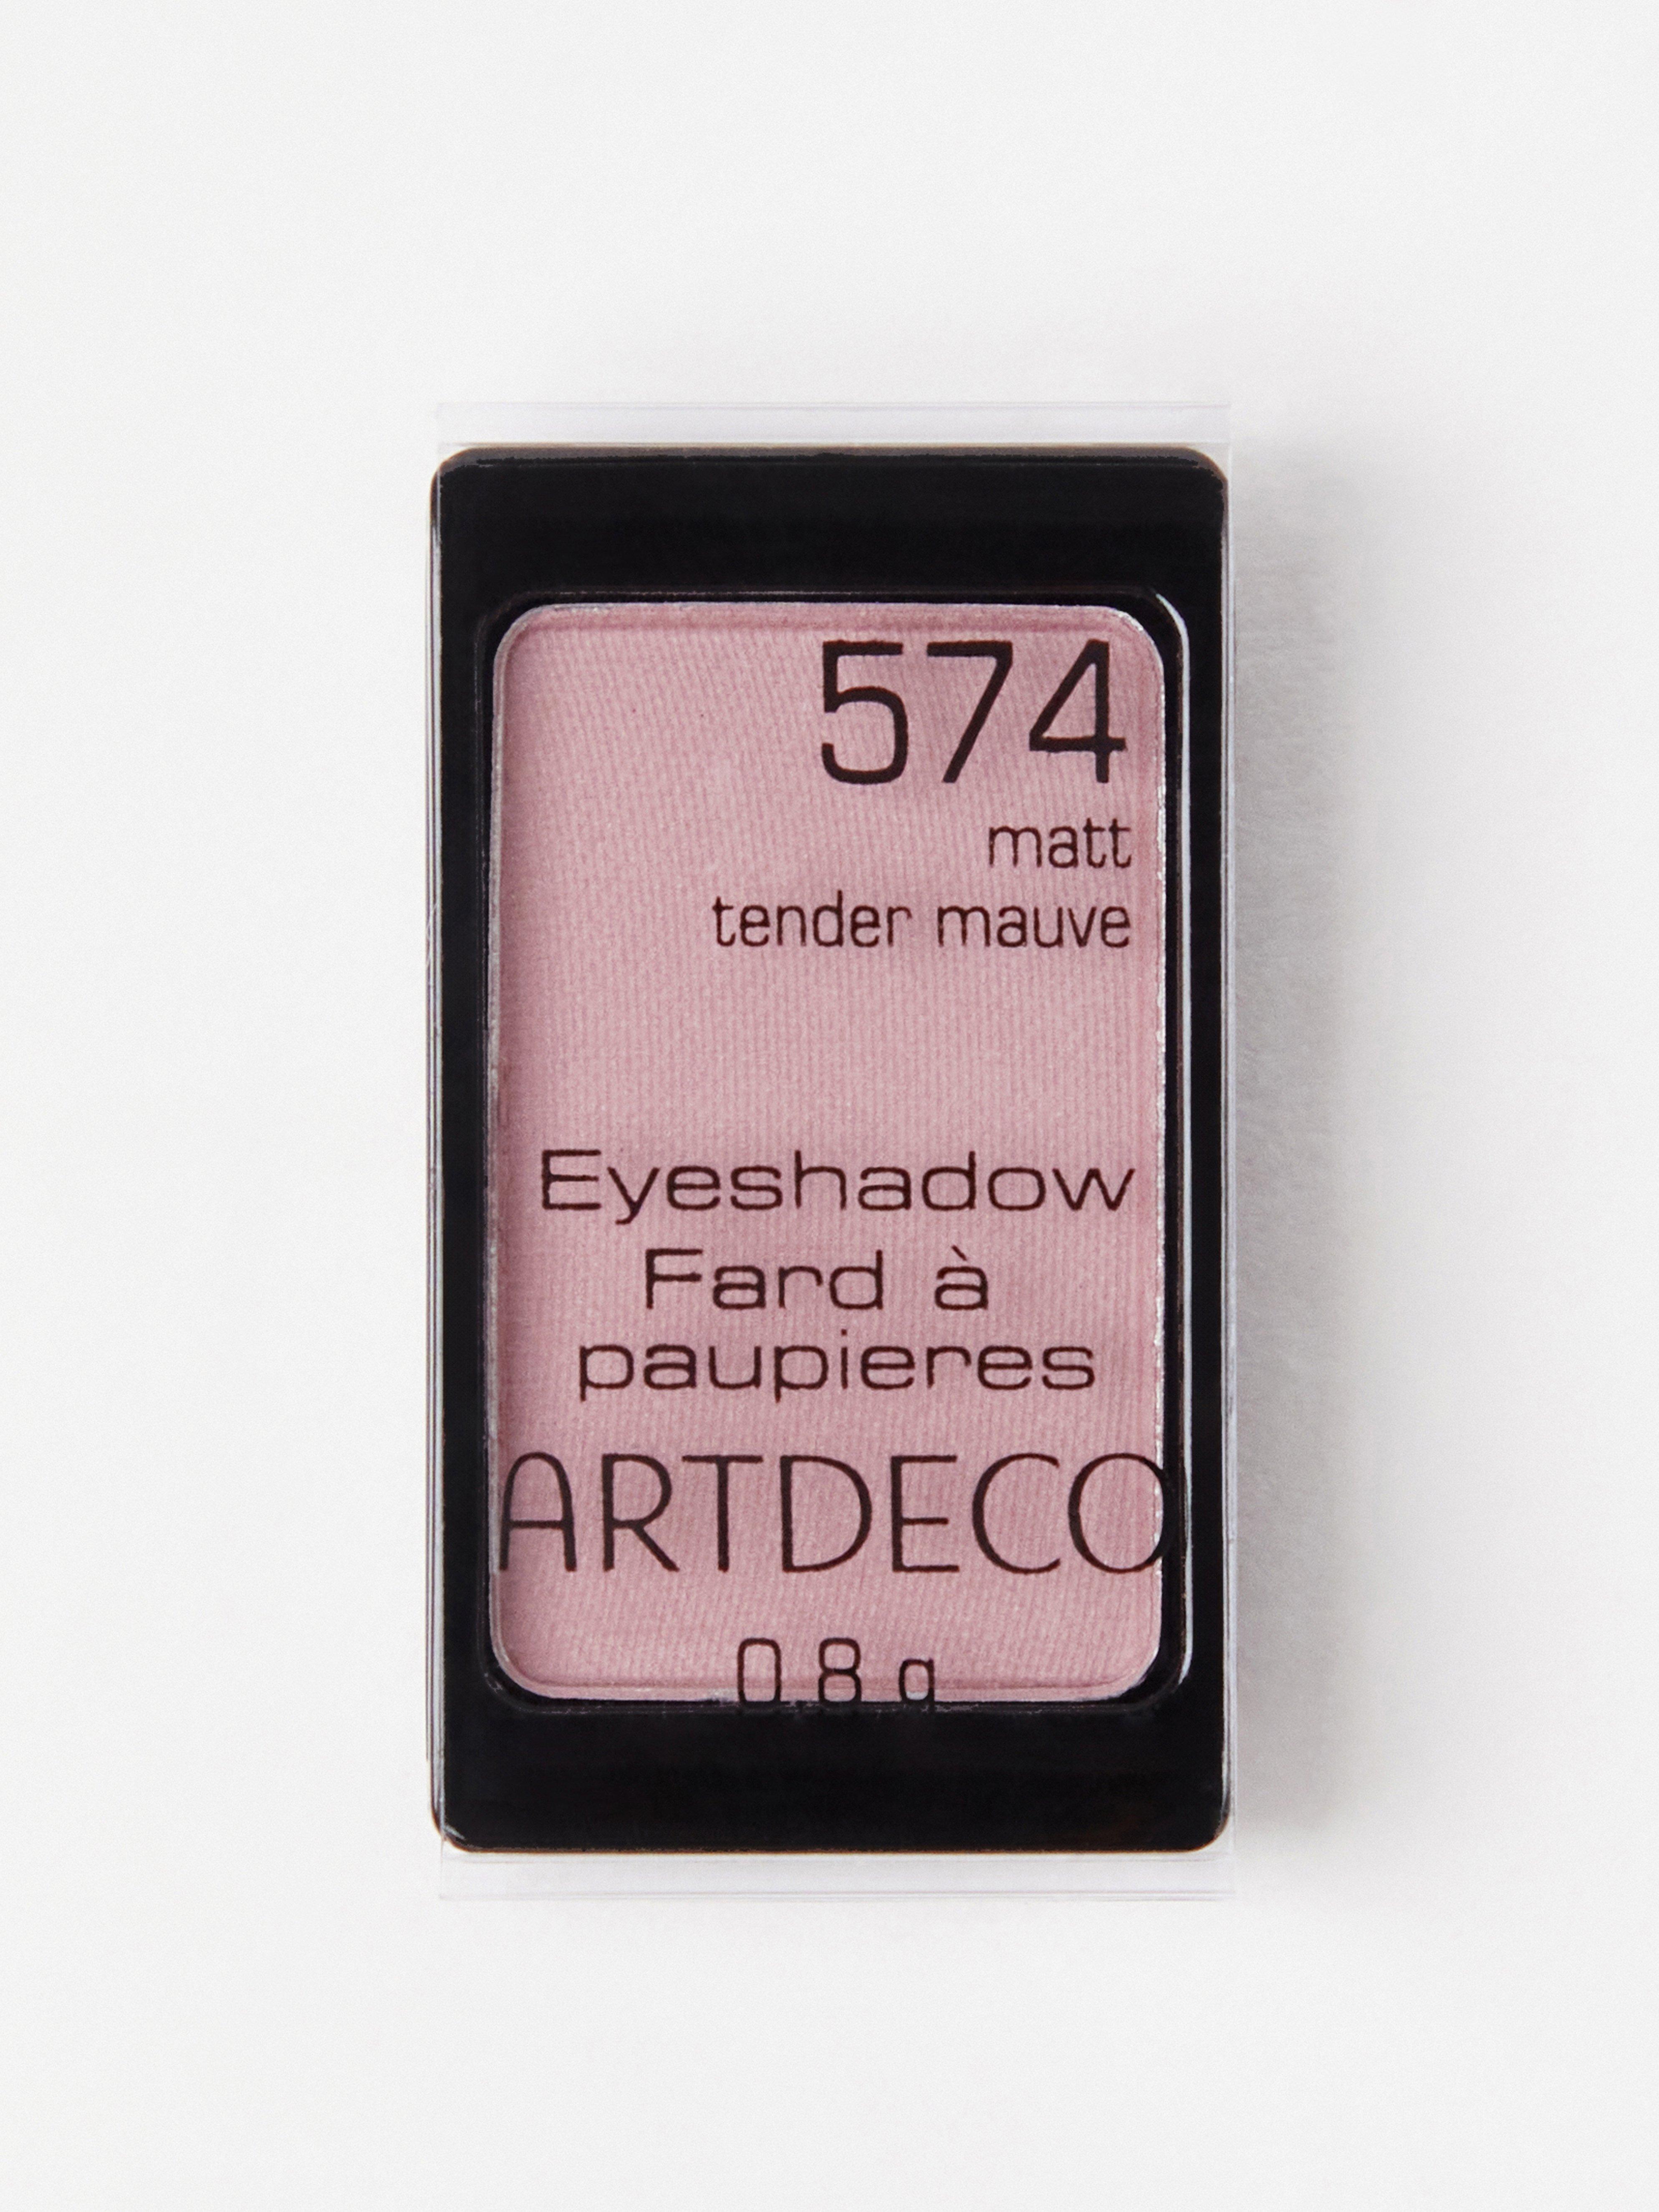 574
matt
tender mauve
Eyeshadow
Fard à
paupieres
ARTDECO
0,8 g